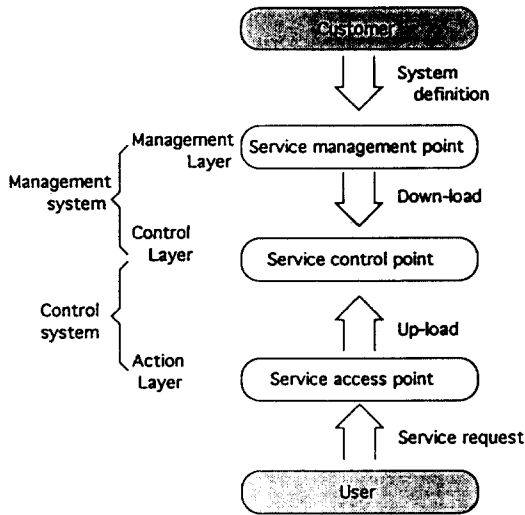 Customer
System
definition
Management
Layer
Service management point
Management
system
Down-load
Control
Layer
Service control point
Control
system
Up-load
Action
Layer
Service access point
Service request
User